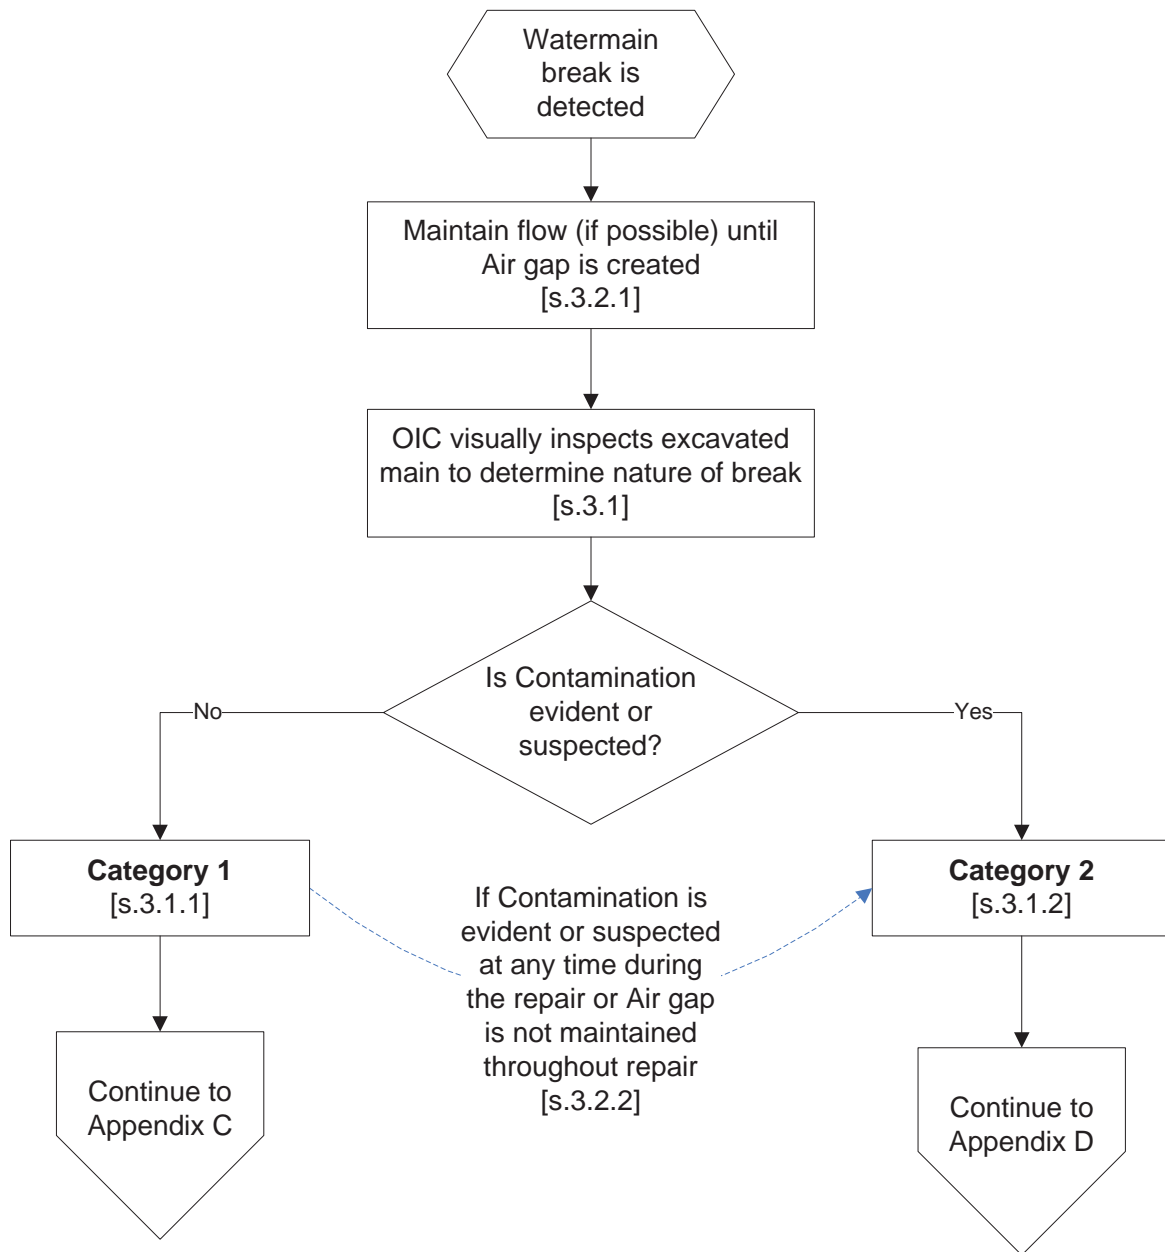 Watermain
break is
detected
Maintain flow (if possible) until
Air gap is created
[s.3.2.1]
OIC visually inspects excavated
main to determine nature of break
[s.3.1]
Is Contamination
evident or
suspected?
No
Yes
Category 1
[s.3.1.1]
If Contamination is
evident or suspected
at any time during
the repair or Air gap
is not maintained
throughout repair
[s.3.2.2]
Category 2
[s.3.1.2]
Continue to
Appendix C
Continue to
Appendix D